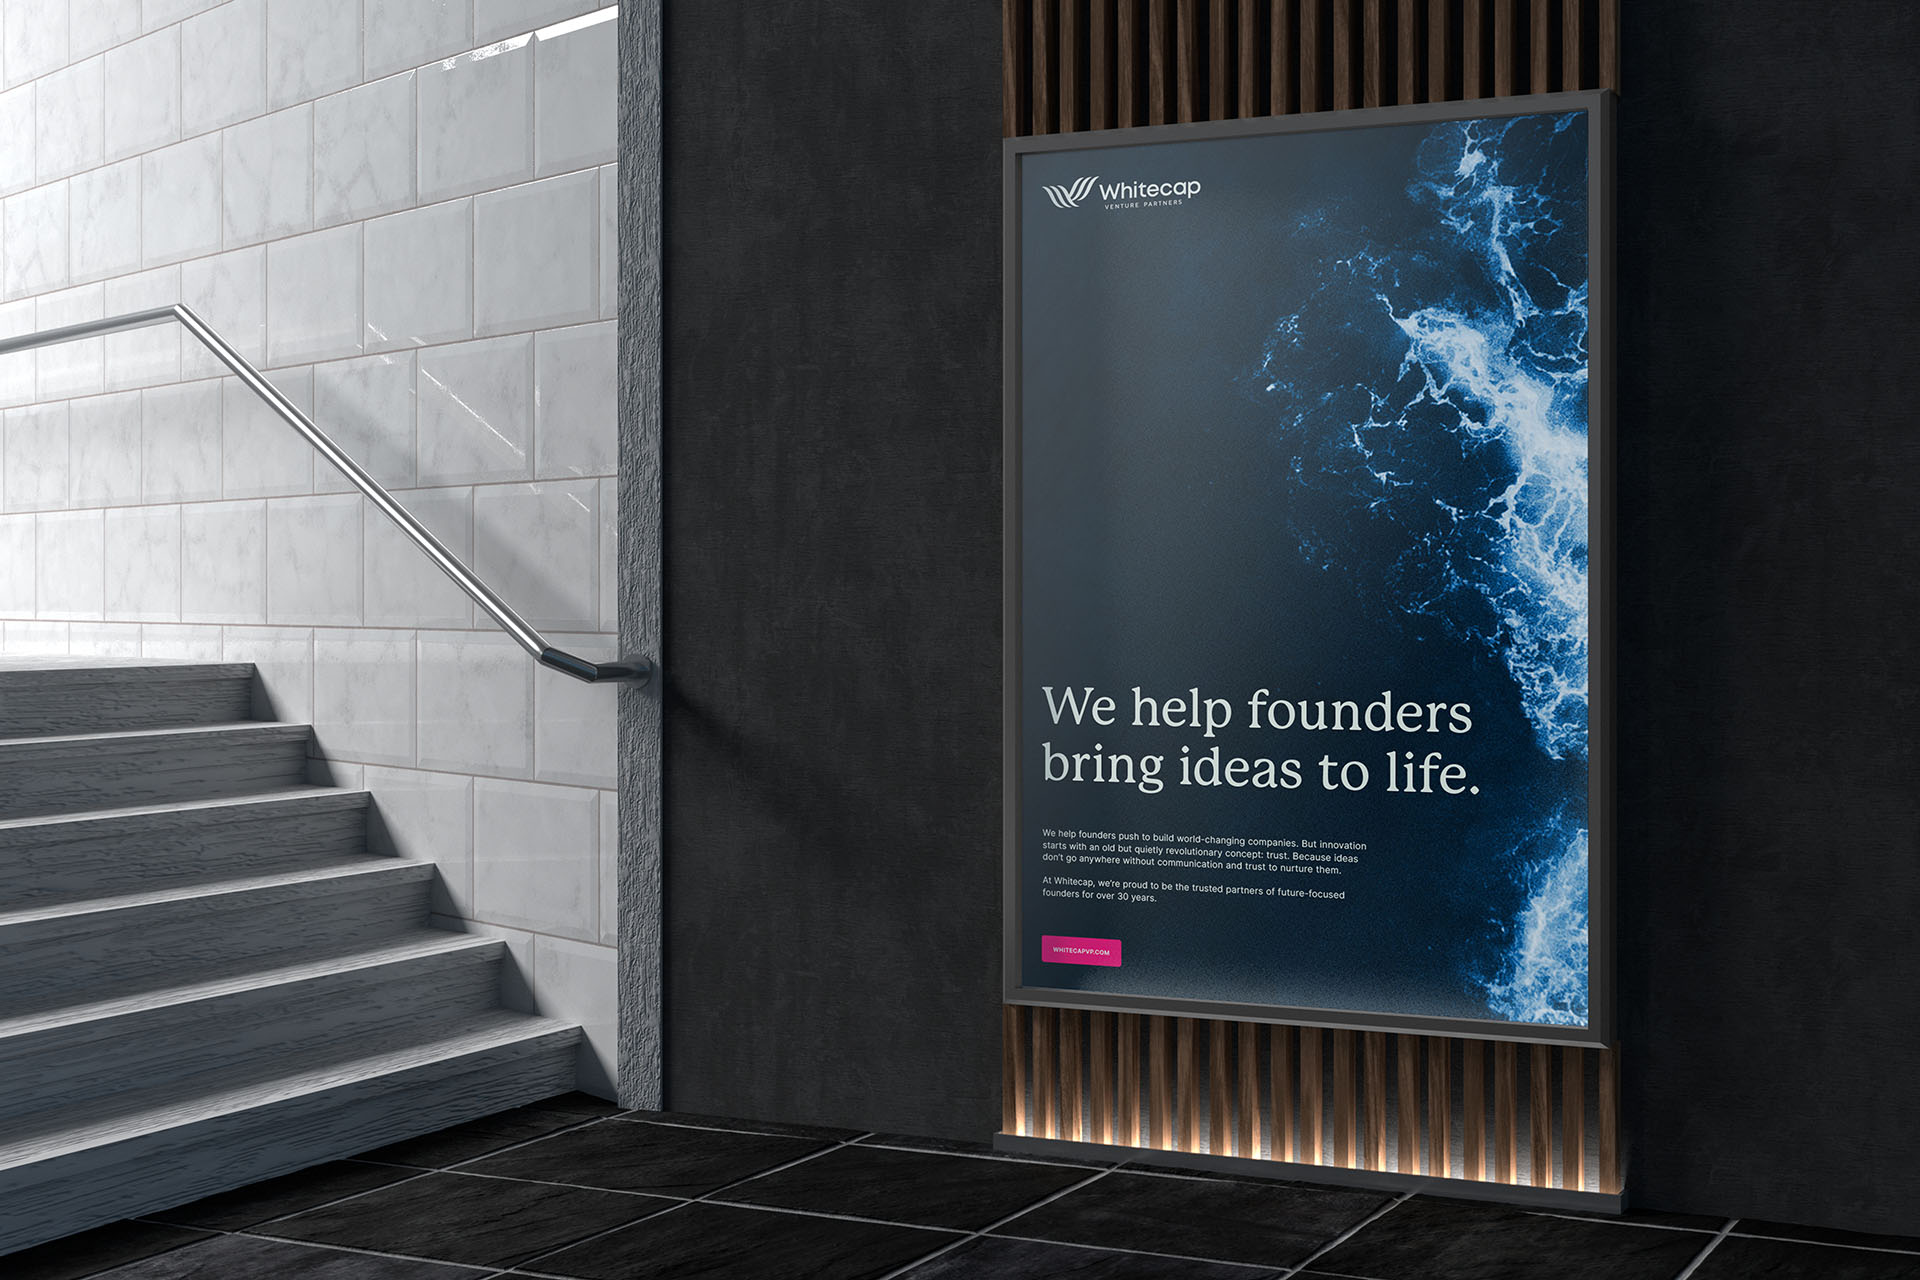 Whitecap
VENTURE PARTNERS
We help founders
bring ideas to life.
We help founders push to build world-changing companies. But innovation
starts with an old but quietly revolutionary concept: trust. Because ideas
don't go anywhere without communication and trust to nurture them.
At Whitecap, we're proud to be the trusted partners of future-focused
founders for over 30 years.
WHITECAPVP.COM